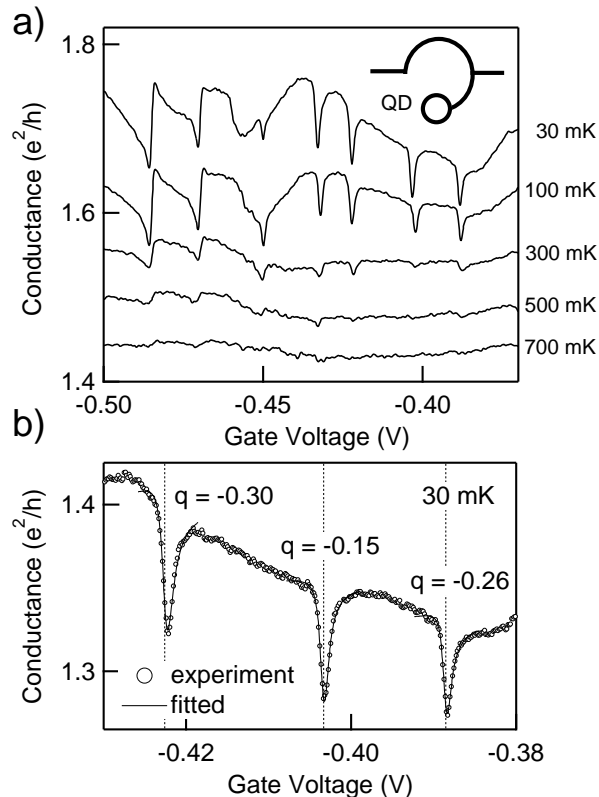 a)
1.8
1.6
1.4
Conductance (e²/h)
QD
30 mK
100 mK
300 mK
500 mK
700 mK
-0.50
-0.45
-0.40
Gate Voltage (V)
b)
1.4
1.3
Conductance (e²/h)
q = -0.30
30 mK
q = -0.15
q = -0.26
experiment
fitted
-0.42
-0.40
-0.38
Gate Voltage (V)